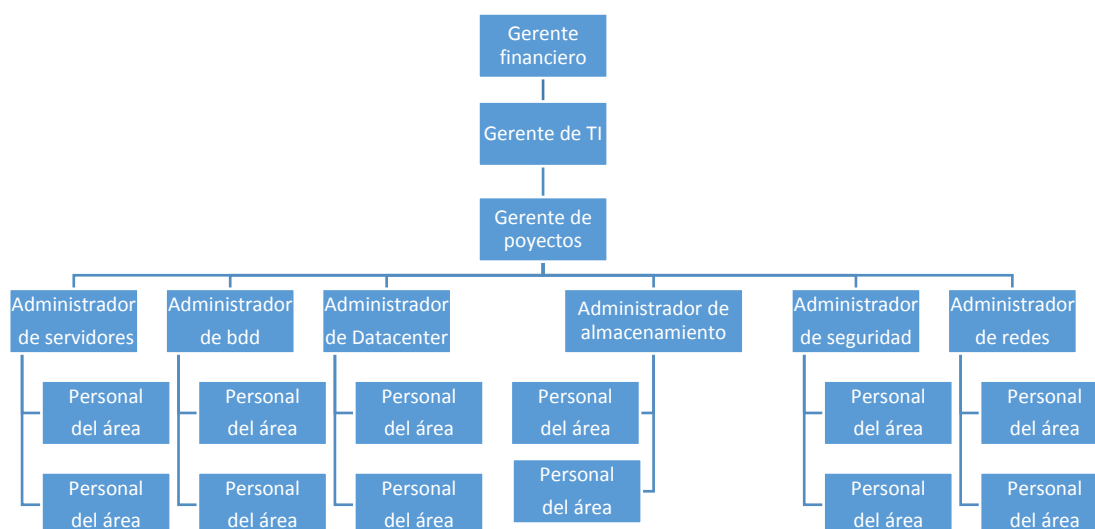 Gerente
financiero
Gerente de TI
Gerente de
poyectos
Administrador
de servidores
Administrador
de bdd
Administrador
de Datacenter
Administrador de
almacenamiento
Administrador
de seguridad
Administrador
de redes
Personal
del área
Personal
del área
Personal
del área
Personal
del área
Personal
del área
Personal
del área
Personal
del área
Personal
del área
Personal
del área
Personal
del área
Personal
del área
Personal
del área